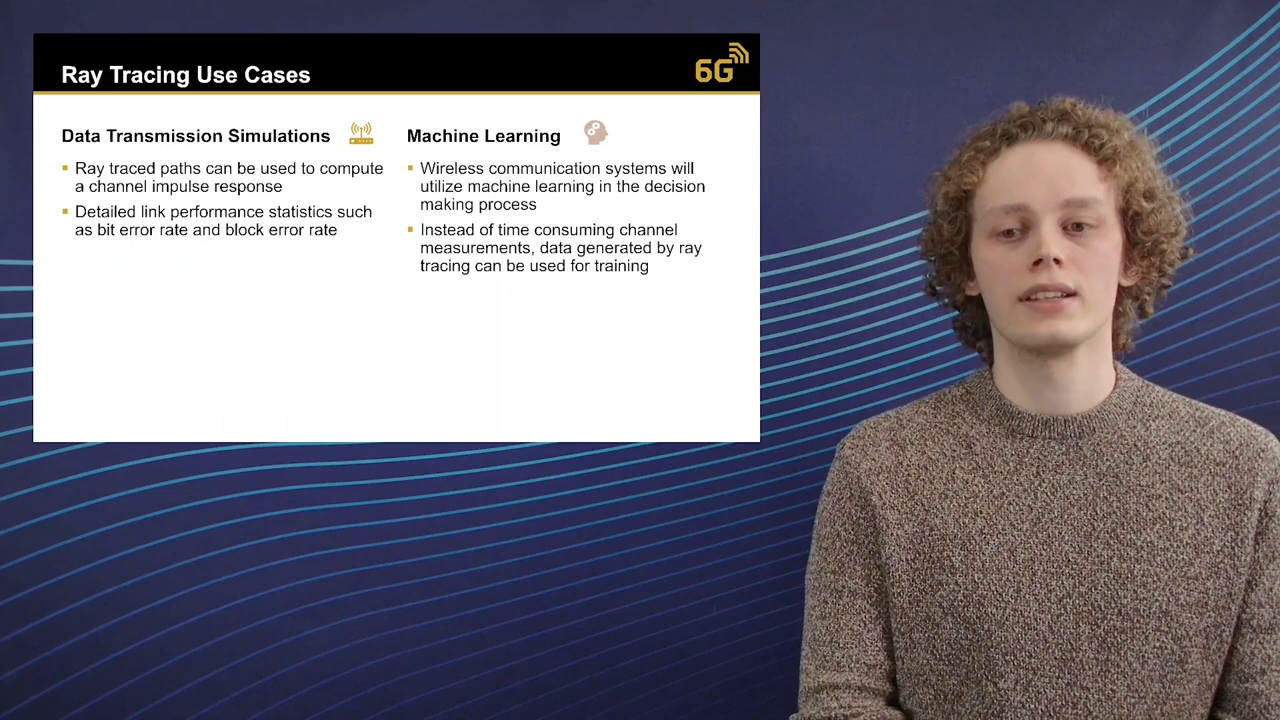 Ray Tracing Use Cases
6G
Data Transmission Simulations
Ray traced paths can be used to compute
a channel impulse response
Detailed link performance statistics such
as bit error rate and block error rate
Machine Learning
Wireless communication systems will
utilize machine learning in the decision
making process
Instead of time consuming channel
measurements, data generated by ray
tracing can be used for training